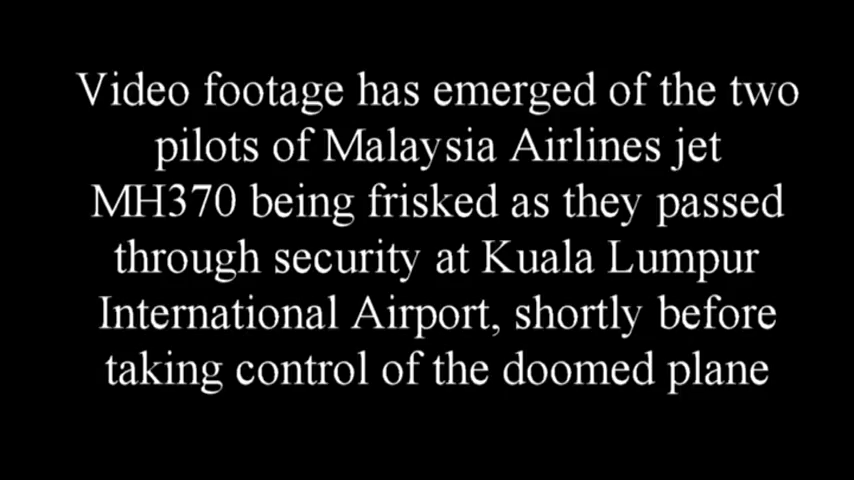 Video footage has emerged of the two
pilots of Malaysia Airlines jet
MH370 being frisked as they passed
through security at Kuala Lumpur
International Airport, shortly before
taking control of the doomed plane